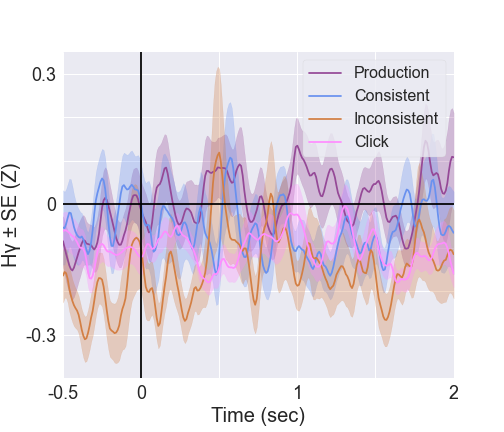 Production
Consistent
Inconsistent
Click
0.3
0
-0.3
Hγ ± SE (Z)
-0.5 0 1 2
Time (sec)